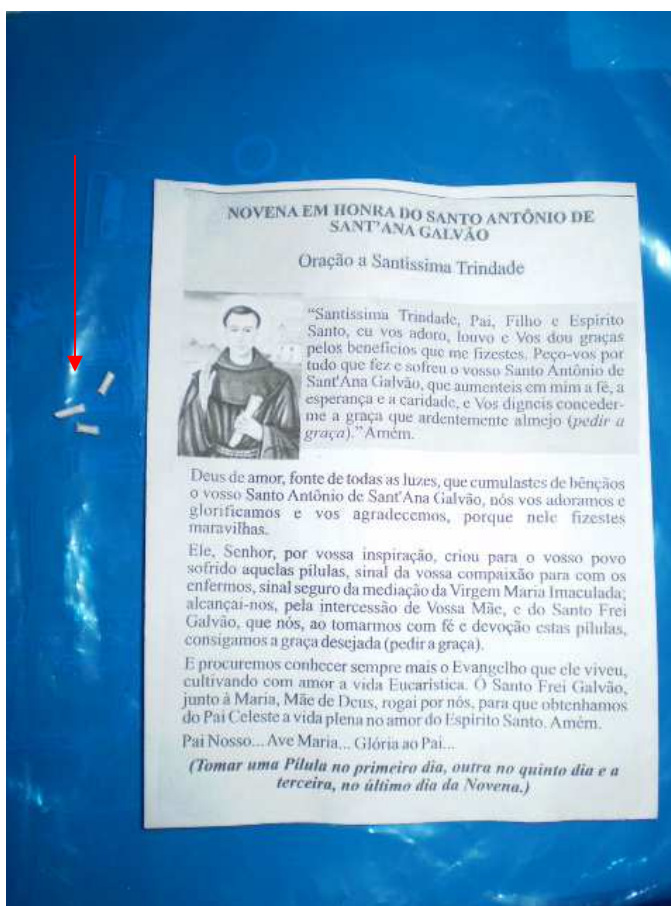 NOVENA EM HONRA DO SANTO ANTÔNIO DE
SANT'ANA GALVÃO
Oração a Santissima Trindade
"Santissima Trindade, Pai, Filho e Espirito
Santo, eu vos adoro, louvo e Vos dou graças
pelos beneficios que me fizestes. Peço-vos por
tudo que fez e sofreu o vosso Santo Antônio de
Sant'Ana Galvão, que aumenteis em mim a fé, a
esperança e a caridade, e Vos digneis conceder-
me a graça que ardentemente almejo (pedir a
graça)." Amém.
Deus de amor, fonte de todas as luzes, que cumulastes de bênçãos
o vosso Santo Antônio de Sant'Ana Galvão, nós vos adoramos e
glorificamos e vos agradecemos, porque nele fizestes
maravilhas.
Ele, Senhor, por vossa inspiração, criou para o vosso povo
sofrido aquelas pílulas, sinal da vossa compaixão para com os
enfermos, sinal seguro da mediação da Virgem Maria Imaculada;
alcançai-nos, pela intercessão de Vossa Mãe, e do Santo Frei
Galvão, que nós, ao tomarmos com fé e devoção estas pílulas,
consigamos a graça desejada (pedir a graça).
E procuremos conhecer sempre mais o Evangelho que ele viveu,
cultivando com amor a vida Eucarística. Ó Santo Frei Galvão,
junto à Maria, Mãe de Deus, rogai por nós, para que obtenhamos
do Pai Celeste a vida plena no amor do Espirito Santo. Amém.
Pai Nosso... Ave Maria... Glória ao Pai...
(Tomar uma Pílula no primeiro dia, outra no quinto dia e a
terceira, no último dia da Novena.)